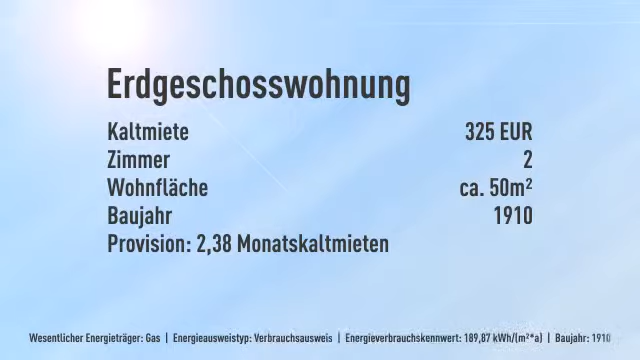 Erdgeschosswohnung
Kaltmiete 325 EUR
Zimmer 2
Wohnfläche ca. 50m²
Baujahr 1910
Provision: 2,38 Monatskaltmieten
Wesentlicher Energieträger: Gas | Energieausweistyp: Verbrauchsausweis | Energieverbrauchskennwert: 189,87 kWh/(m²*a) | Baujahr: 1910